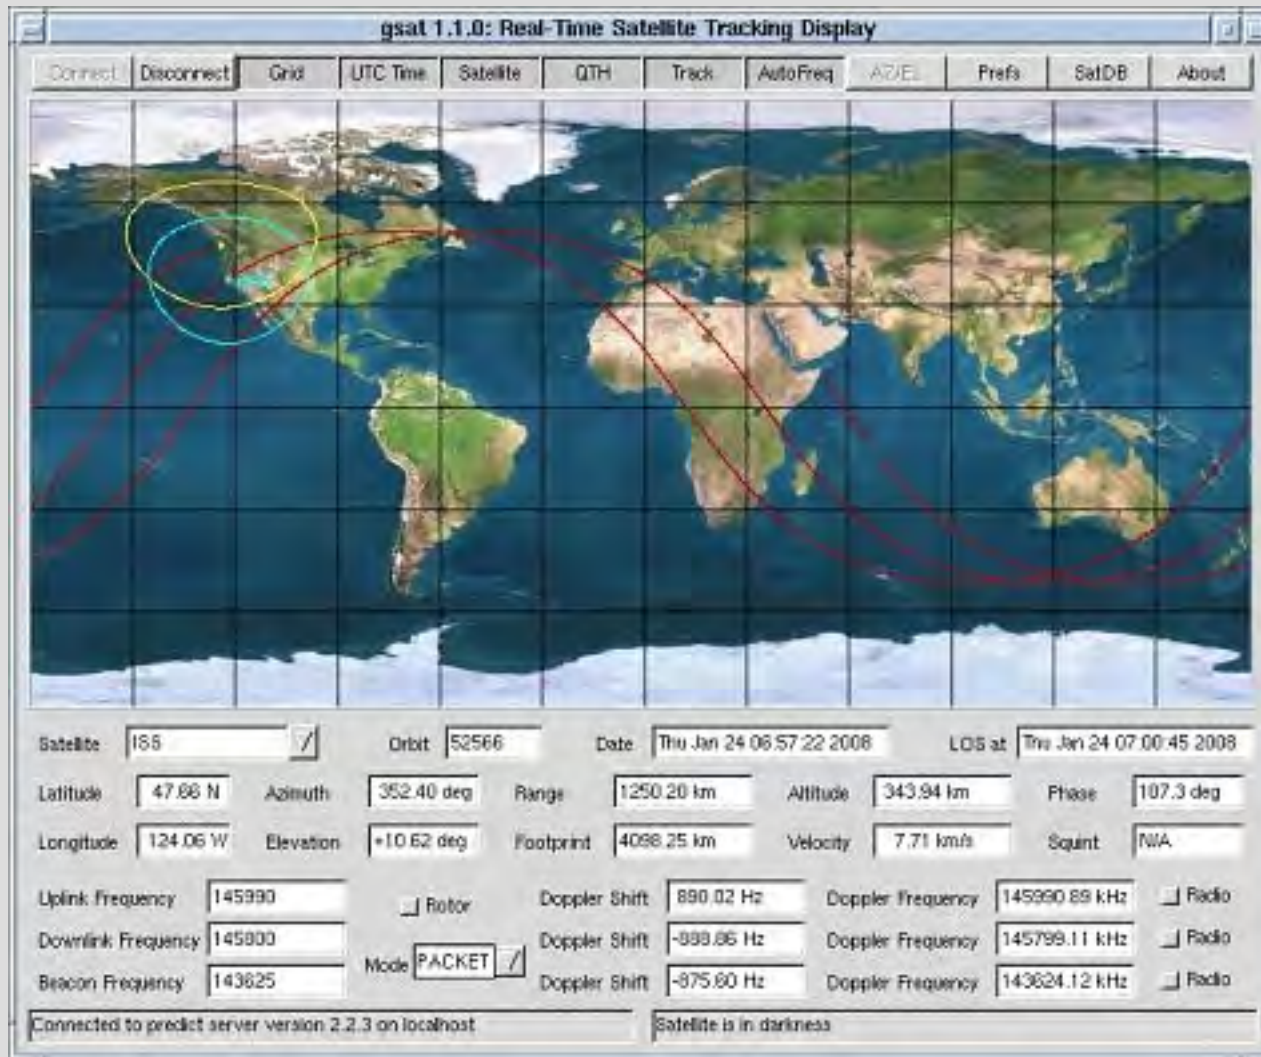 gsat 1.1.0: Real-Time Satellite Tracking Display
Connect Disconnect Grid UTC Time Satellite QTH Track AutoFreq AZ/EL Prefs SatDB About
Satellite ISS Orbit 52566 Date Thu Jan 24 06:57:22 2008 LOS at Thu Jan 24 07:00:45 2008
Latitude 47.66 N Azimuth 352.40 deg Range 1250.20 km Altitude 343.94 km Phase 107.3 deg
Longitude 124.06 W Elevation +10.62 deg Footprint 4098.25 km Velocity 7.71 km/s Squint N/A
Uplink Frequency 145990 Rotor Doppler Shift 890.02 Hz Doppler Frequency 145990.89 kHz Radio
Downlink Frequency 145800 Doppler Shift -888.86 Hz Doppler Frequency 145799.11 kHz Radio
Mode PACKET
Beacon Frequency 143625 Doppler Shift -875.60 Hz Doppler Frequency 143624.12 kHz Radio
Connected to predict server version 2.2.3 on localhost Satellite is in darkness